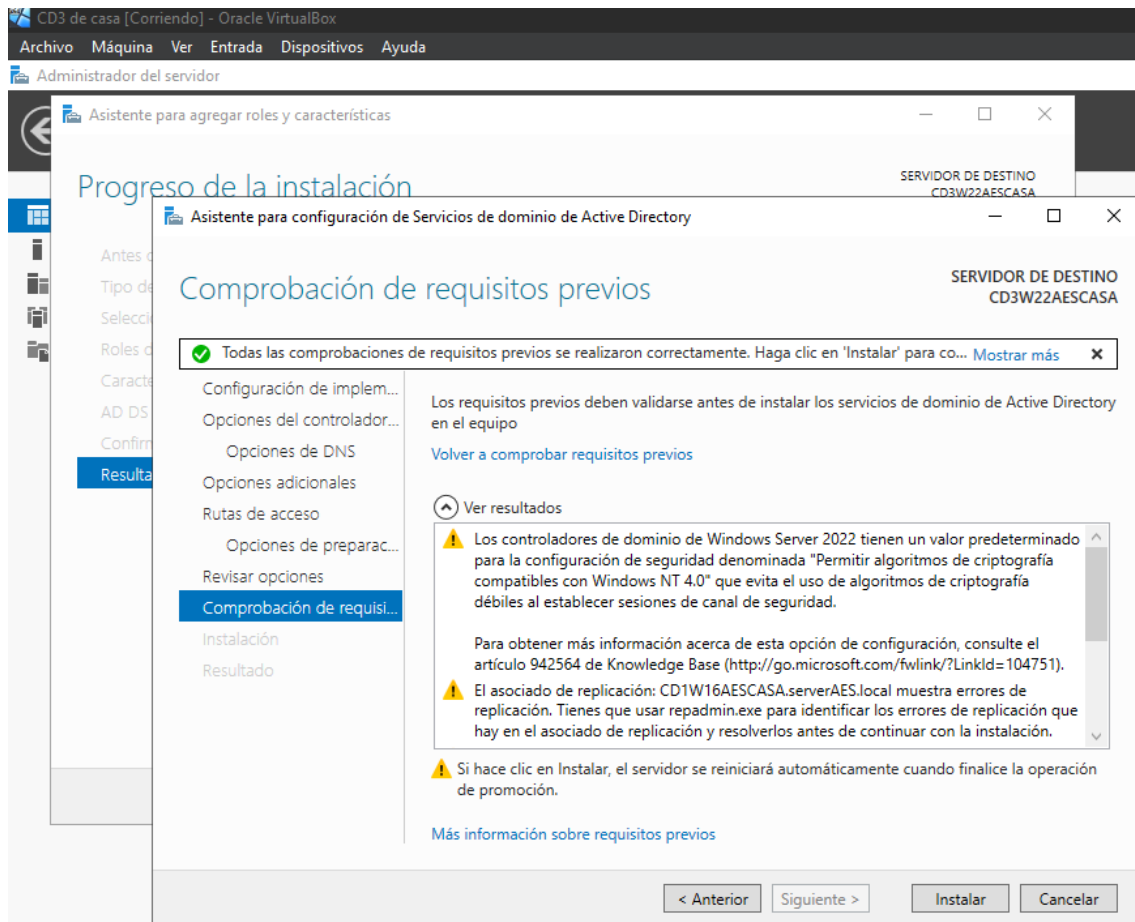 CD3 de casa [Corriendo] - Oracle VirtualBox
Archivo Máquina Ver Entrada Dispositivos Ayuda
Administrador del servidor
Asistente para agregar roles y características
Progreso de la instalación
SERVIDOR DE DESTINO
CD3W22AESCASA
Antes
Tipo de
Selecci
Roles d
Caracte
AD DS
Confirm
Resulta
Asistente para configuración de Servicios de dominio de Active Directory
Comprobación de requisitos previos
SERVIDOR DE DESTINO
CD3W22AESCASA
Todas las comprobaciones de requisitos previos se realizaron correctamente. Haga clic en 'Instalar' para co... Mostrar más
Configuración de implem...
Opciones del controlador...
Opciones de DNS
Opciones adicionales
Rutas de acceso
Opciones de preparac...
Revisar opciones
Comprobación de requisi...
Instalación
Resultado
Los requisitos previos deben validarse antes de instalar los servicios de dominio de Active Directory
en el equipo
Volver a comprobar requisitos previos
Ver resultados
Los controladores de dominio de Windows Server 2022 tienen un valor predeterminado
para la configuración de seguridad denominada "Permitir algoritmos de criptografía
compatibles con Windows NT 4.0" que evita el uso de algoritmos de criptografía
débiles al establecer sesiones de canal de seguridad.
Para obtener más información acerca de esta opción de configuración, consulte el
artículo 942564 de Knowledge Base (http://go.microsoft.com/fwlink/?LinkId=104751).
El asociado de replicación: CD1W16AESCASA.serverAES.local muestra errores de
replicación. Tienes que usar repadmin.exe para identificar los errores de replicación que
hay en el asociado de replicación y resolverlos antes de continuar con la instalación.
Si hace clic en Instalar, el servidor se reiniciará automáticamente cuando finalice la operación
de promoción.
Más información sobre requisitos previos
< Anterior
Siguiente >
Instalar
Cancelar